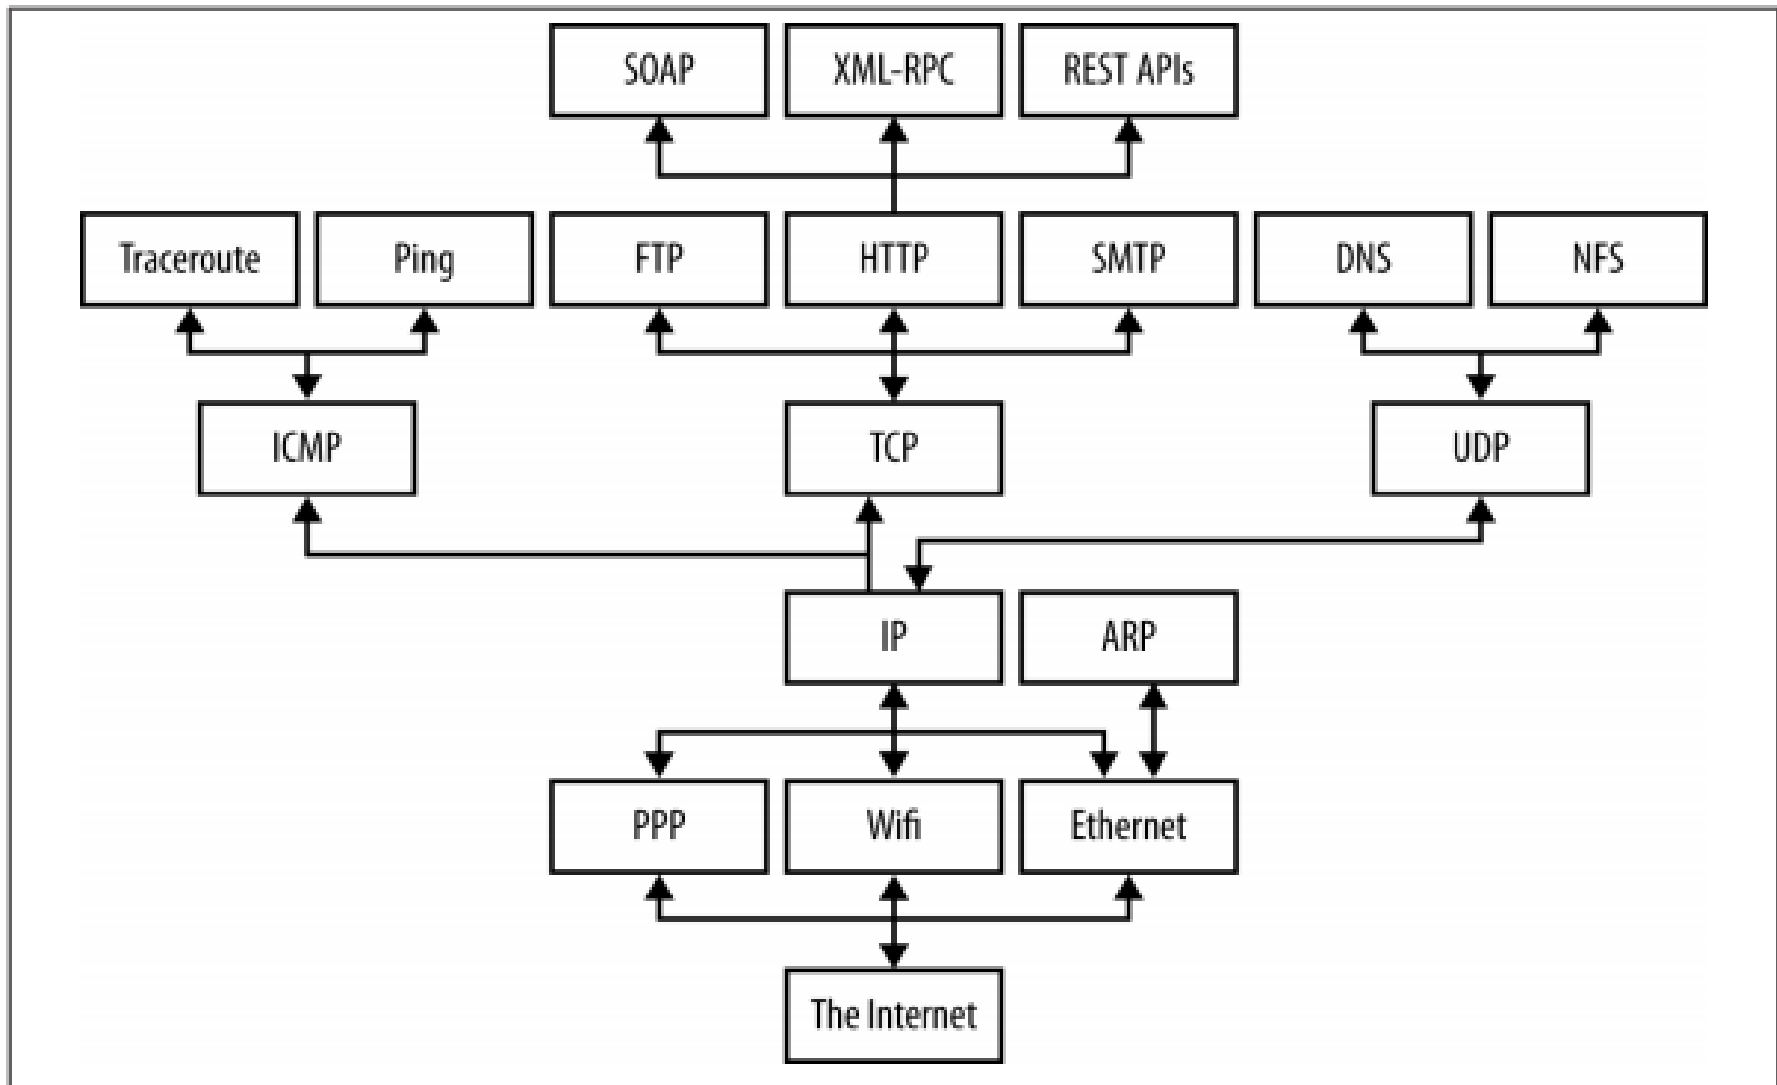 SOAP
XML-RPC
REST APIs
Traceroute
Ping
FTP
HTTP
SMTP
DNS
NFS
ICMP
TCP
UDP
IP
ARP
PPP
Wifi
Ethernet
The Internet